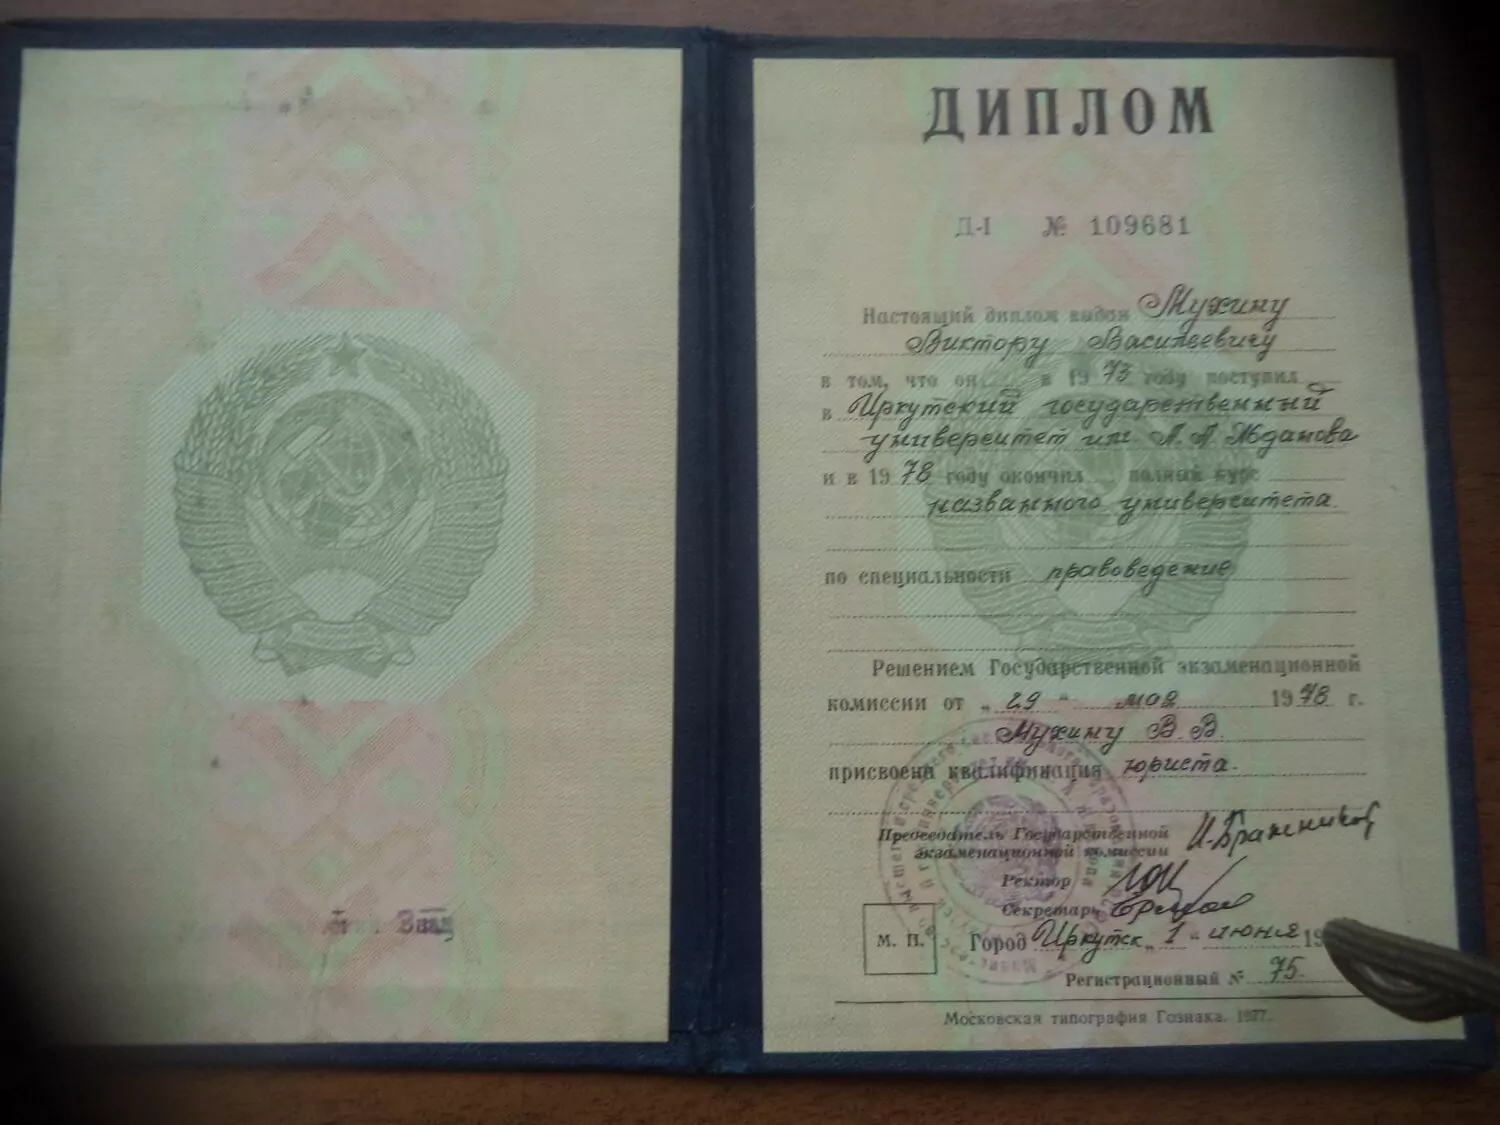 ДИПЛОМ
Д-I № 109681
Настоящий диплом выдан Мухину
Виктору Васильевичу
в том, что он в 1973 году поступил
в Иркутский государственный
университет им. А. А. Жданова
и в 1978 году окончил полный курс
названного университета
по специальности правоведение
Решением Государственной экзаменационной
комиссии от „29“ мая 1978 г.
Мухину В. В.
присвоена квалификация юриста.
Председатель Государственной
экзаменационной комиссии
Ректор
Секретарь
М. П. Город Иркутск „1“ июня 19
Регистрационный № 75.
Московская типография Гознака. 1977.